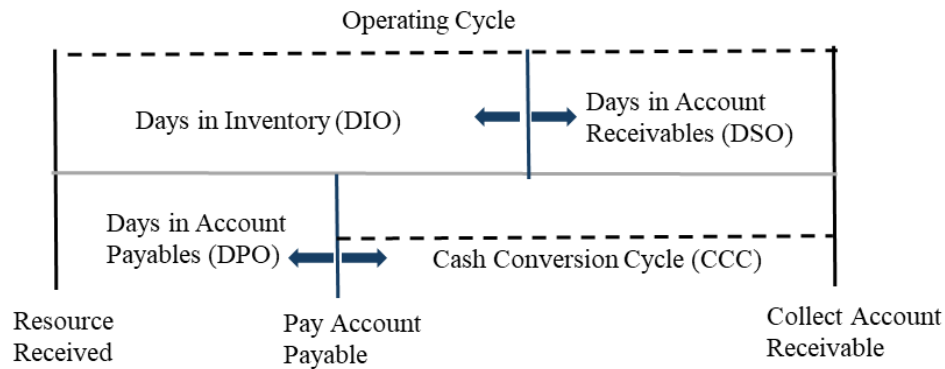 Operating Cycle
Days in Inventory (DIO)
Days in Account
Receivables (DSO)
Days in Account
Payables (DPO)
Cash Conversion Cycle (CCC)
Resource
Received
Pay Account
Payable
Collect Account
Receivable